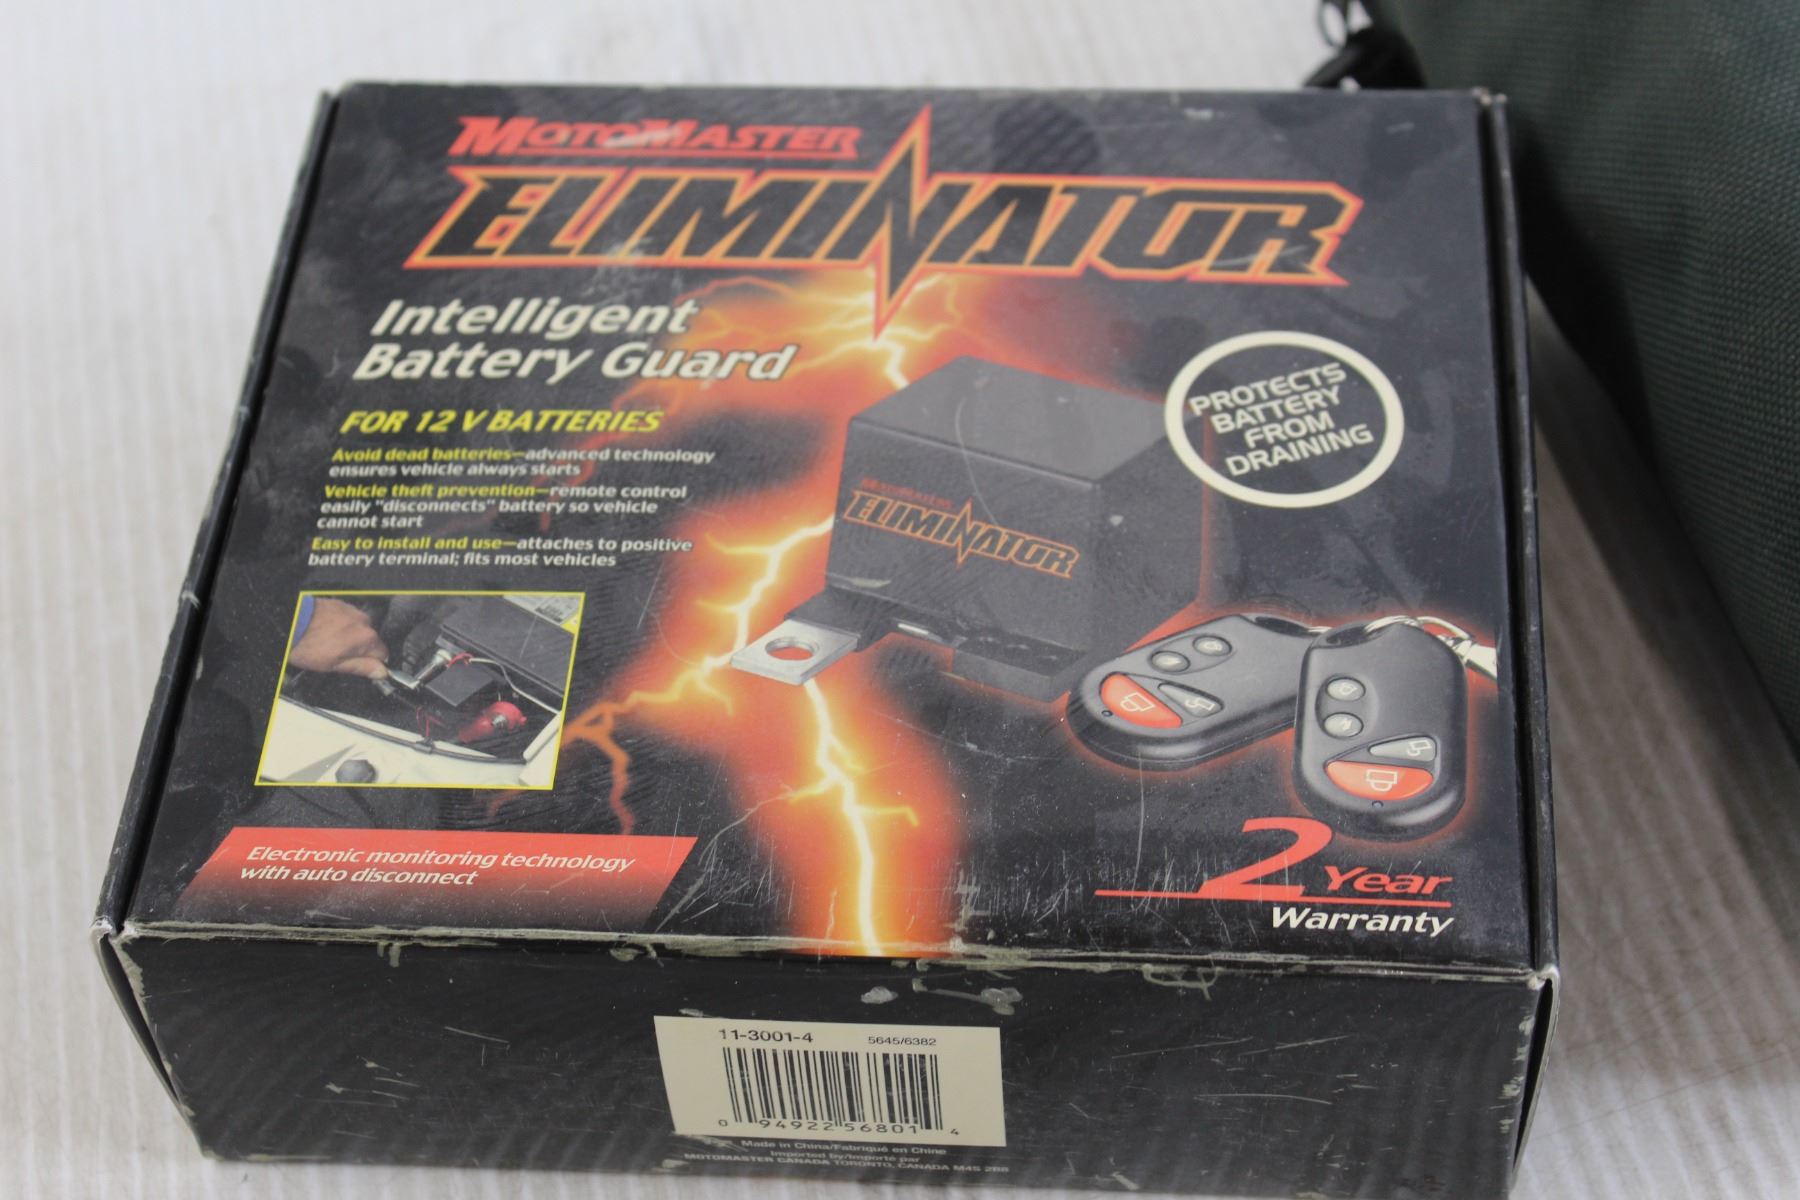 MOTOMASTER
ELIMINATOR
Intelligent
Battery Guard
FOR 12 V BATTERIES
Avoid dead batteries—advanced technology
ensures vehicle always starts
Vehicle theft prevention—remote control
easily "disconnects" battery so vehicle
cannot start
Easy to install and use—attaches to positive
battery terminal; fits most vehicles
PROTECTS
BATTERY
FROM
DRAINING
MOTOMASTER
ELIMINATOR
Electronic monitoring technology
with auto disconnect
2 Year
Warranty
11-3001-4 5645/6382
0 94922 56801 4
Made in China/Fabriqué en Chine
Imported by/Importé par
MOTOMASTER CANADA TORONTO, CANADA M4S 2B8